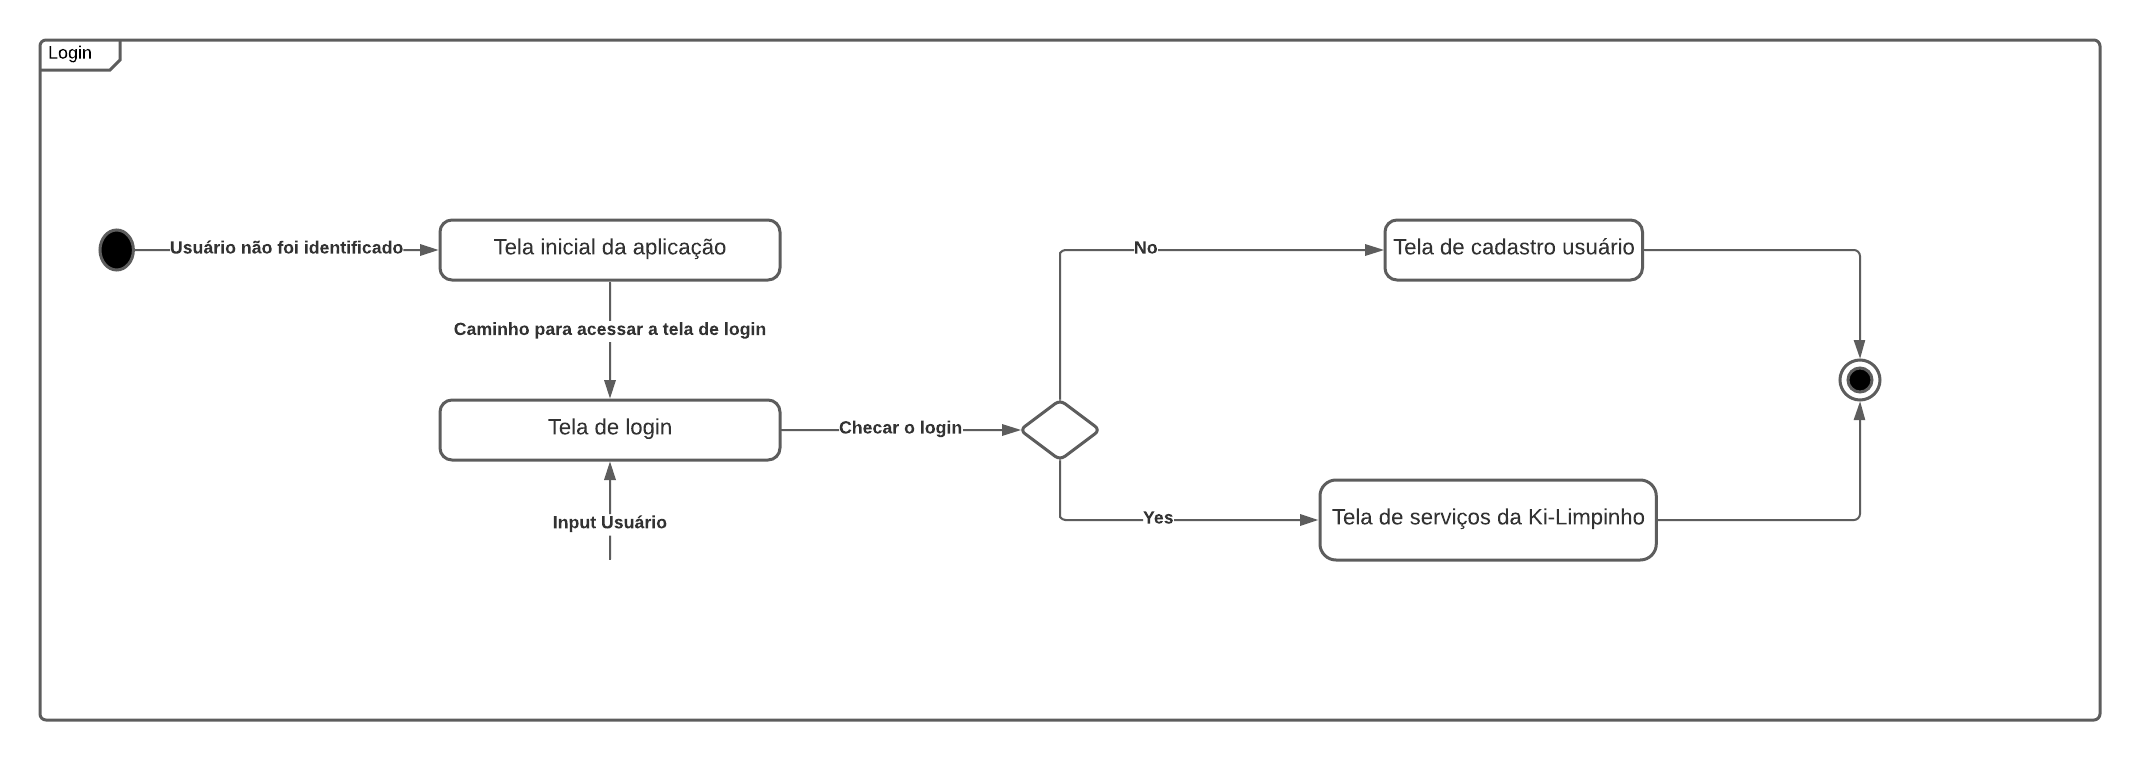 Login
Usuário não foi identificado
Tela inicial da aplicação
No
Tela de cadastro usuário
Caminho para acessar a tela de login
Tela de login
Checar o login
Input Usuário
Yes
Tela de serviços da Ki-Limpinho